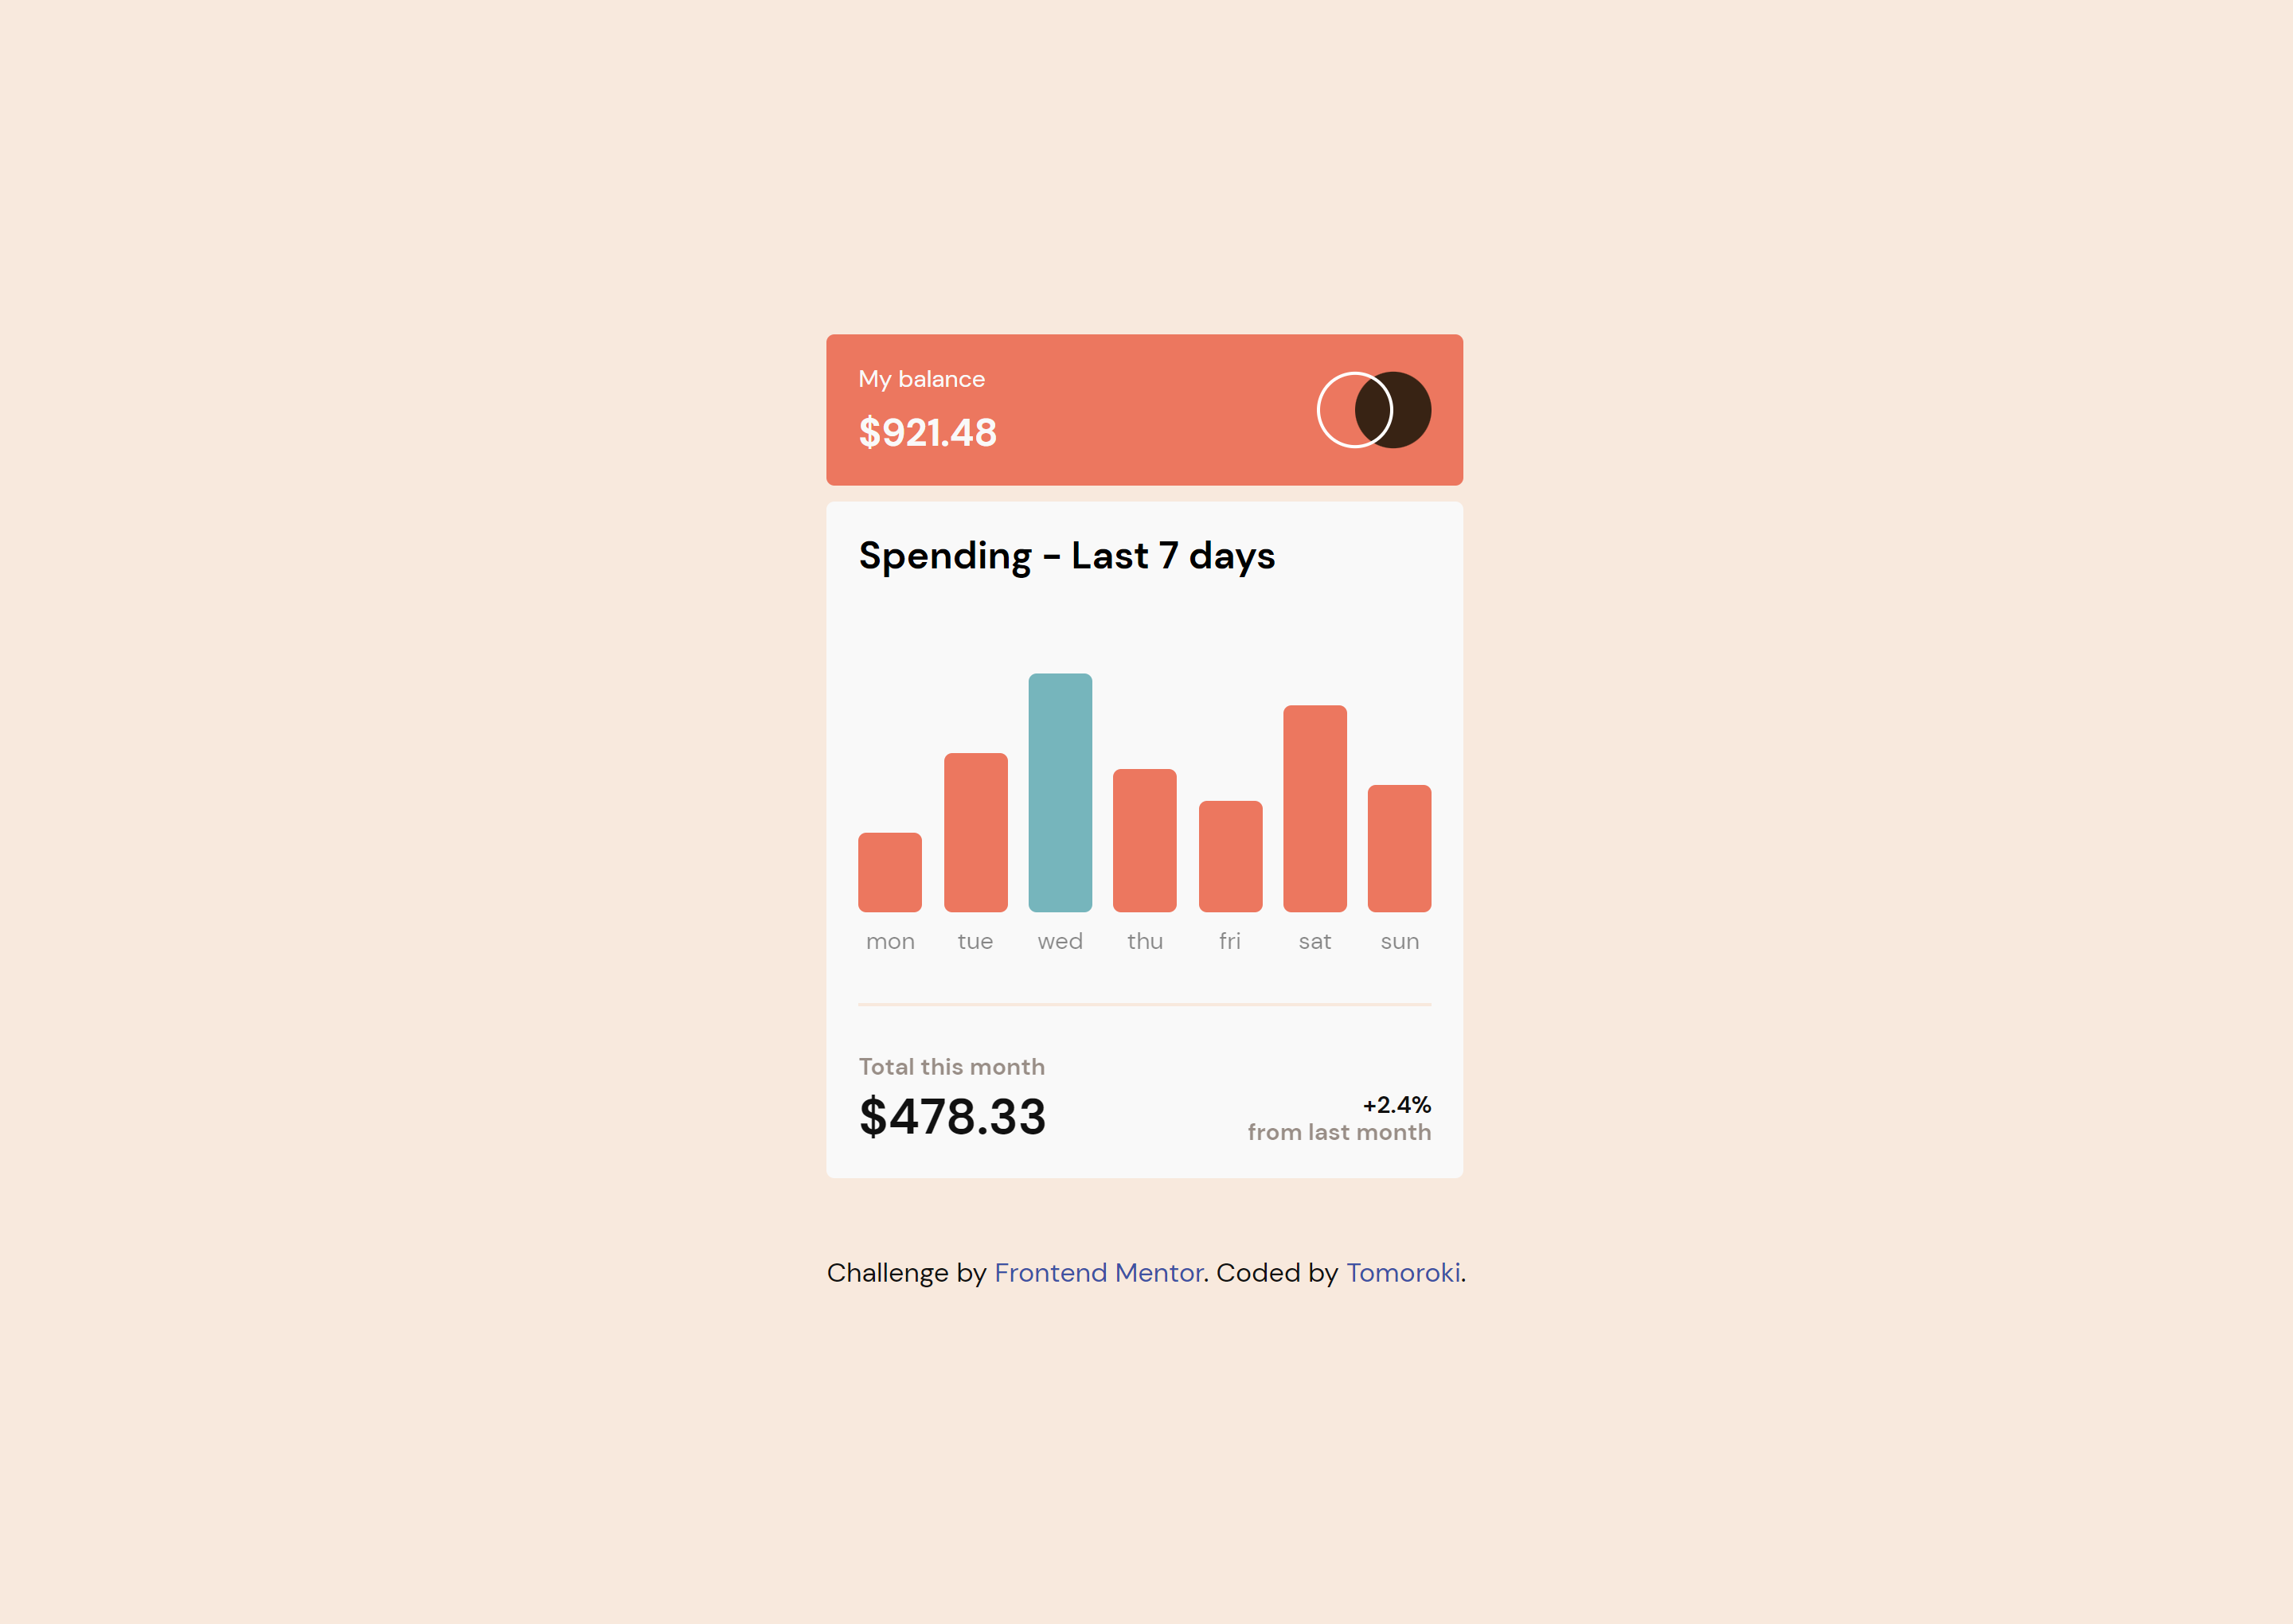 My balance
$921.48
Spending - Last 7 days
mon tue wed thu fri sat sun
Total this month
$478.33
+2.4%
from last month
Challenge by Frontend Mentor. Coded by Tomoroki.